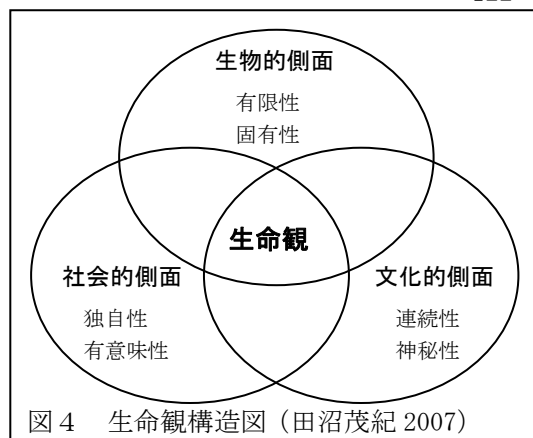 生物的側面
有限性
固有性
生命観
社会的側面
独自性
有意味性
文化的側面
連続性
神秘性
図４ 生命観構造図（田沼茂紀 2007）